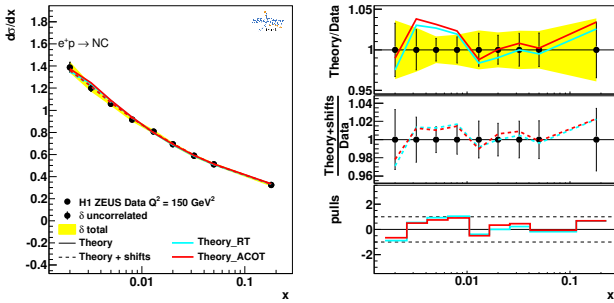 dσ/dx
1.8
e⁺p → NC
1.6
1.4
1.2
1
0.8
0.6
0.4
0.2
0
-0.2
-0.4
H1 ZEUS Data Q² = 150 GeV²
δ uncorrelated
δ total
Theory
Theory + shifts
Theory_RT
Theory_ACOT
0.01
0.1
x
Theory/Data
1.05
1
0.95
Theory+shifts
Data
1.04
1.02
1
0.98
0.96
pulls
2
0
-2
0.01
0.1
x